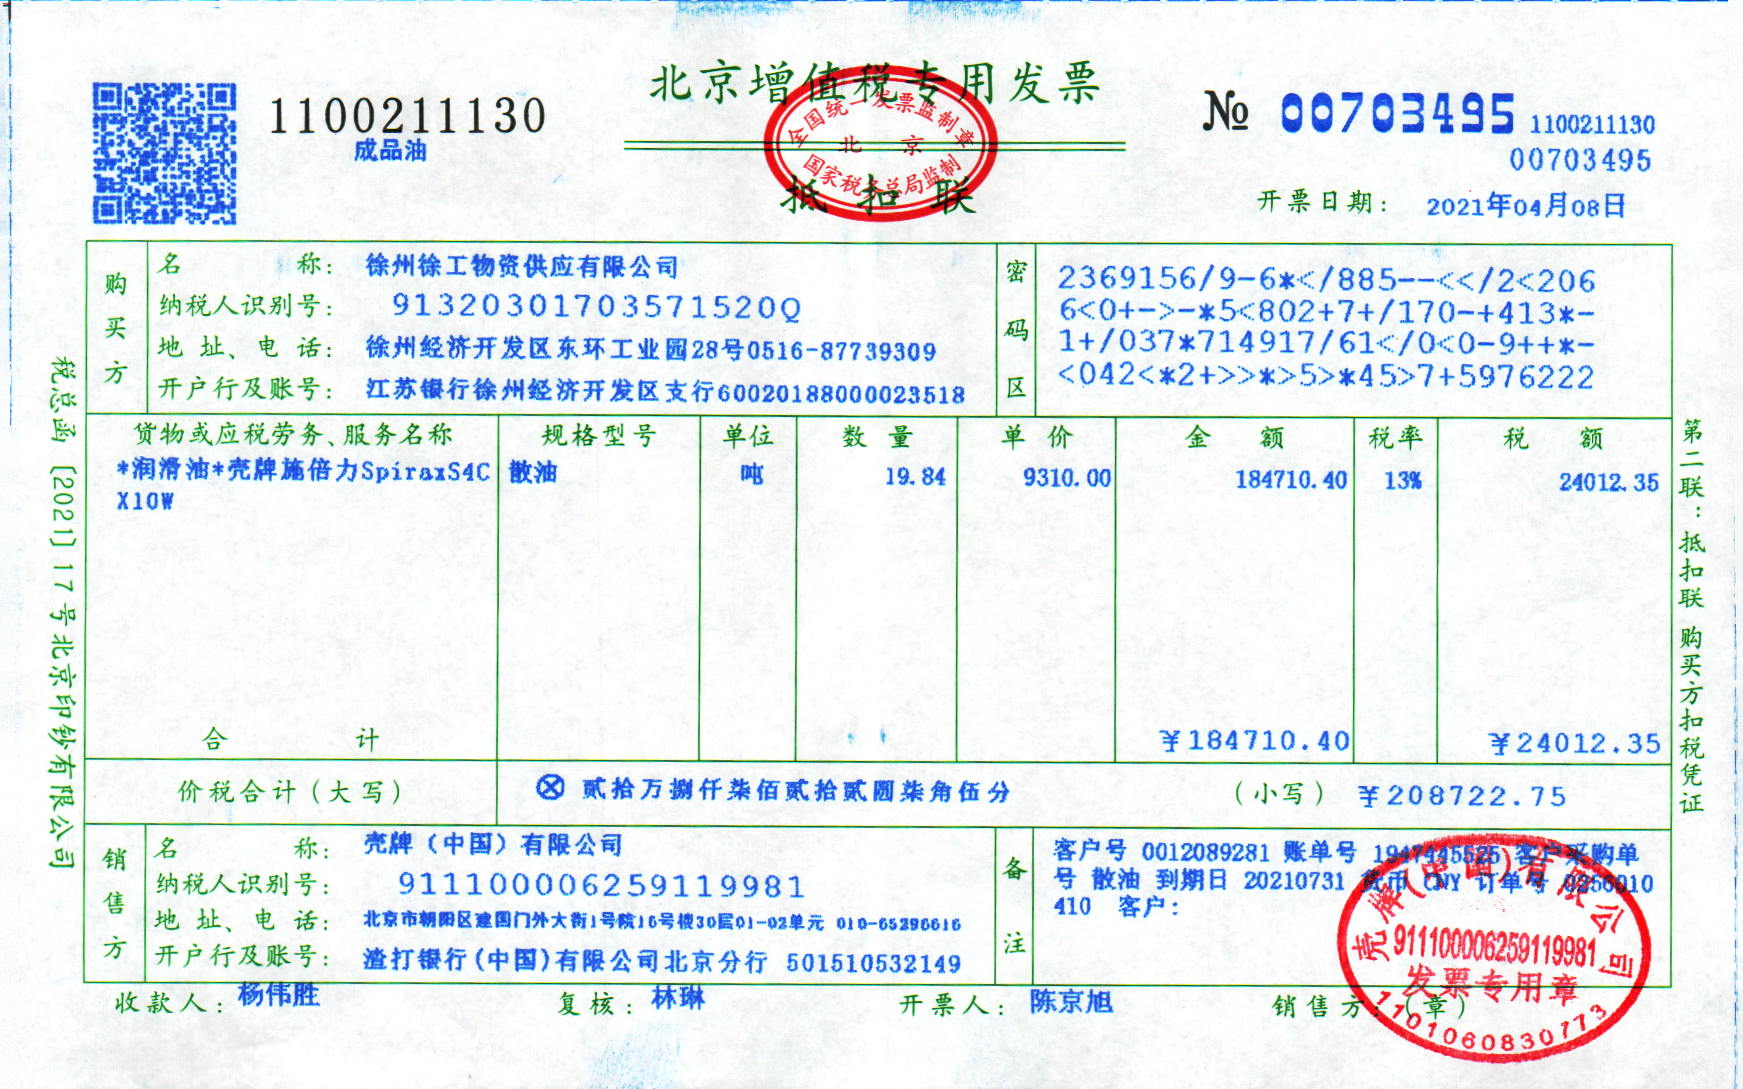 北京增值税专用发票
1100211130
成品油
№ 00703495
1100211130
00703495
全国统一发票监制章
北京
国家税务总局监制
抵扣联
开票日期： 2021年04月08日
购买方
名称： 徐州徐工物资供应有限公司
纳税人识别号： 91320301703571520Q
地址、电话： 徐州经济开发区东环工业园28号0516-87739309
开户行及账号： 江苏银行徐州经济开发区支行60020188000023518
密码区
2369156/9-6*</885--<</2<206
6<0+->-*5<802+7+/170-+413*-
1+/037*714917/61</0<0-9++*-
<042<*2+>>*>5>*45>7+5976222
货物或应税劳务、服务名称 规格型号 单位 数量 单价 金额 税率 税额
*润滑油*壳牌施倍力SpiraxS4C 散油 吨 19.84 9310.00 184710.40 13% 24012.35
X10W
合计 ￥184710.40 ￥24012.35
价税合计（大写） ⊗贰拾万捌仟柒佰贰拾贰圆柒角伍分 （小写） ￥208722.75
销售方
名称： 壳牌（中国）有限公司
纳税人识别号： 911100006259119981
地址、电话： 北京市朝阳区建国门外大街1号院16号楼30层01-02单元 010-65296616
开户行及账号： 渣打银行(中国)有限公司北京分行 501510532149
备注
客户号 0012089281 账单号 1947445525 客户采购单
号 散油 到期日 20210731 货币 CNY 订单号 0256010
410 客户:
收款人： 杨伟胜 复核： 林琳 开票人： 陈京旭 销售方：（章）
壳牌(中国)有限公司
911100006259119981
发票专用章
1101060830773
税总函〔2021〕17号北京印钞有限公司
第二联：抵扣联 购买方扣税凭证